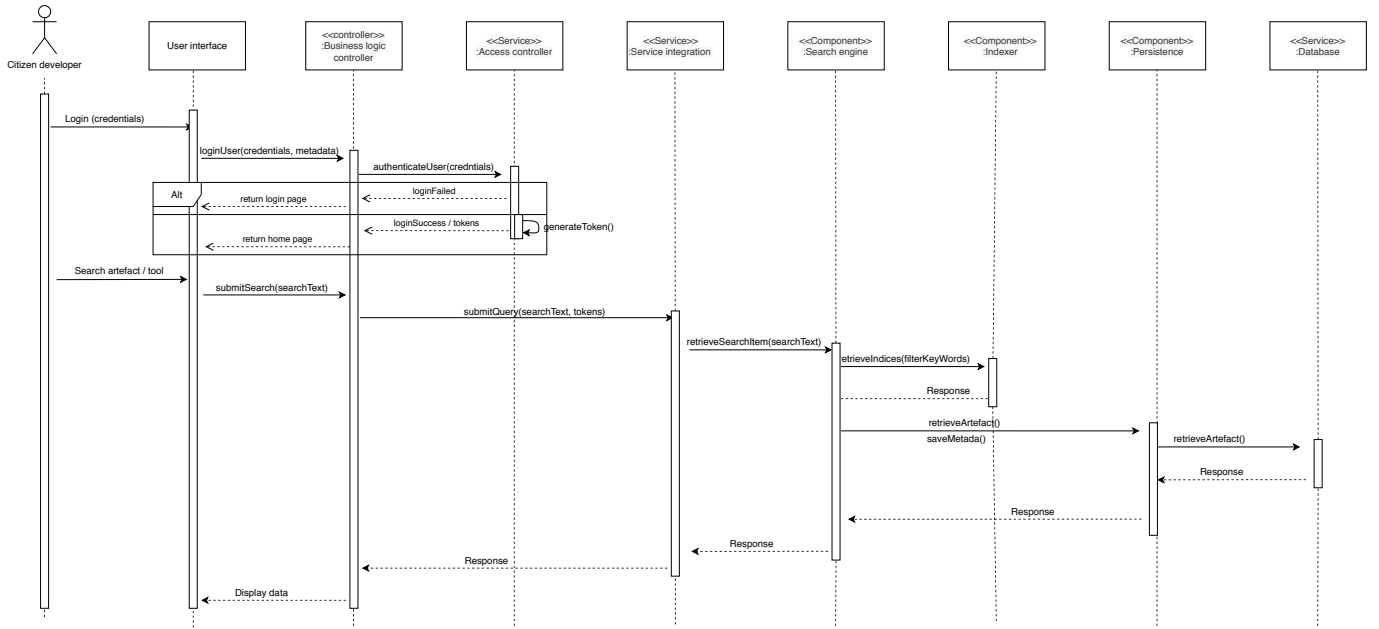 Citizen developer
User interface
<<controller>>
:Business logic
controller
<<Service>>
:Access controller
<<Service>>
:Service integration
<<Component>>
:Search engine
<<Component>>
:Indexer
<<Component>>
:Persistence
<<Service>>
:Database
Login (credentials)
loginUser(credentials, metadata)
authenticateUser(credntials)
Alt
loginFailed
return login page
loginSuccess / tokens
generateToken()
return home page
Search artefact / tool
submitSearch(searchText)
submitQuery(searchText, tokens)
retrieveSearchItem(searchText)
etrieveIndices(filterKeyWords)
Response
retrieveArtefact()
saveMetada()
retrieveArtefact()
Response
Response
Response
Response
Display data